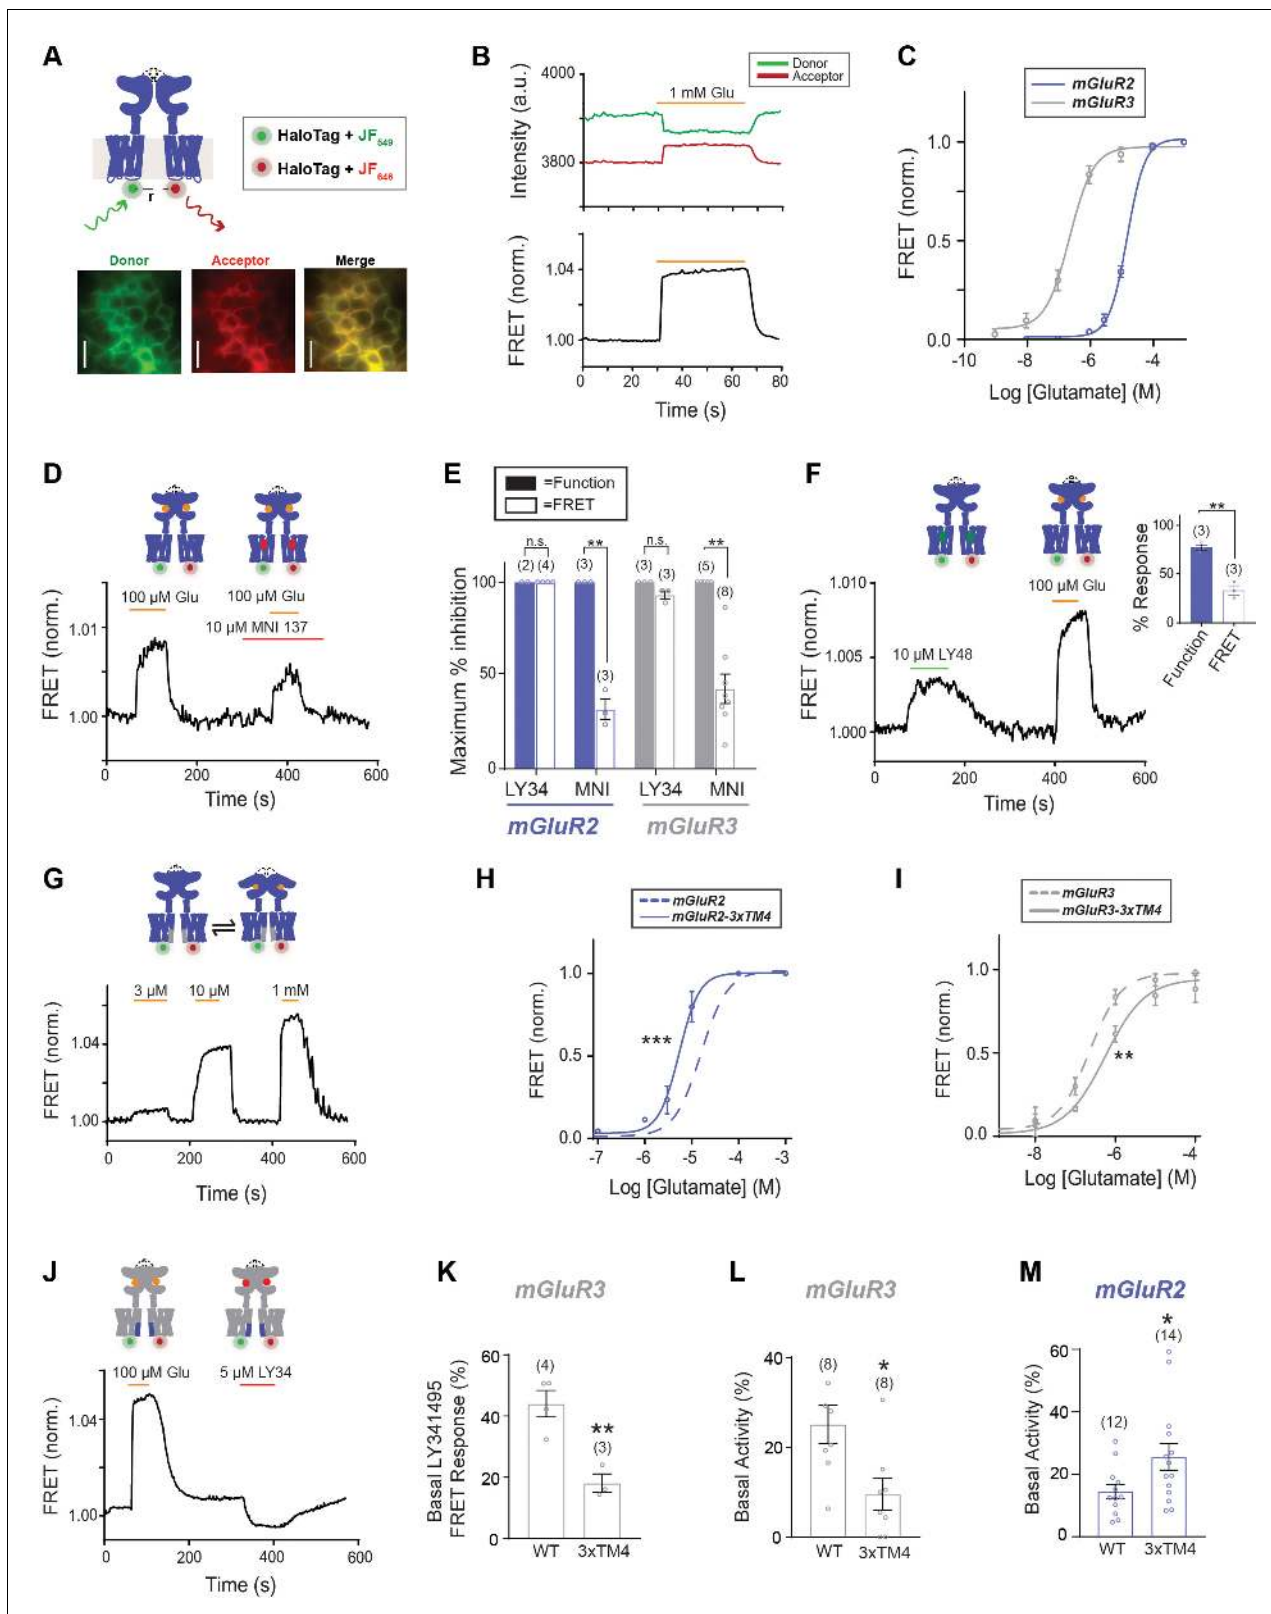 A
HaloTag + JF549
HaloTag + JF646
r
Donor
Acceptor
Merge
B
Donor
Acceptor
4000
3800
Intensity (a.u.)
1 mM Glu
1.04
1.00
FRET (norm.)
0 20 40 60 80
Time (s)
C
mGluR2
mGluR3
1.0
0.5
0.0
FRET (norm.)
-10 -8 -6 -4
Log [Glutamate] (M)
D
100 µM Glu
100 µM Glu
10 µM MNI 137
1.01
1.00
FRET (norm.)
0 200 400 600
Time (s)
E
=Function
=FRET
n.s. ** n.s. **
(2) (4) (3) (3) (3) (3) (5) (8)
100
50
0
Maximum % inhibition
LY34 MNI LY34 MNI
mGluR2 mGluR3
F
100 µM Glu
10 µM LY48
1.010
1.005
1.000
FRET (norm.)
0 200 400 600
Time (s)
**
(3)
(3)
100
50
0
% Response
Function
FRET
G
3 µM 10 µM 1 mM
1.04
1.00
FRET (norm.)
0 200 400 600
Time (s)
H
mGluR2
mGluR2-3xTM4
1.0
0.5
0.0
FRET (norm.)
***
-7 -6 -5 -4 -3
Log [Glutamate] (M)
I
mGluR3
mGluR3-3xTM4
1.0
0.5
0.0
FRET (norm.)
**
-8 -6 -4
Log [Glutamate] (M)
J
100 µM Glu 5 µM LY34
1.04
1.00
FRET (norm.)
0 200 400 600
Time (s)
K
mGluR3
60
40
20
0
Basal LY341495
FRET Response (%)
(4)
**
(3)
WT 3xTM4
L
mGluR3
40
20
0
Basal Activity (%)
(8)
*
(8)
WT 3xTM4
M
mGluR2
60
40
20
0
Basal Activity (%)
(12)
*
(14)
WT 3xTM4